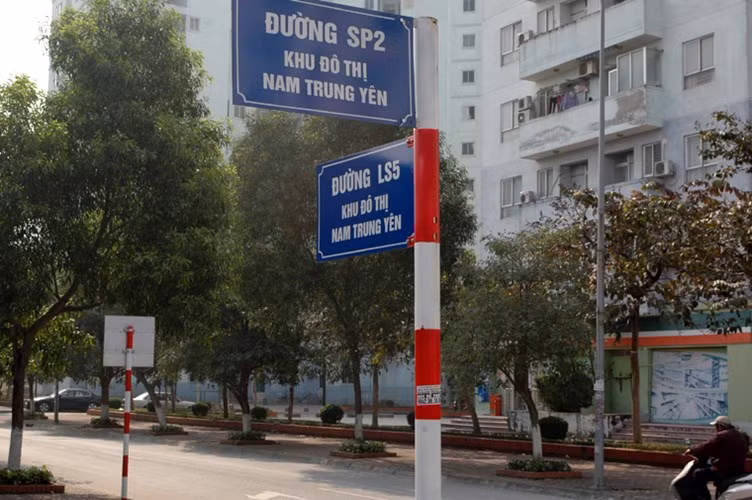 ĐƯỜNG SP2
KHU ĐÔ THỊ
NAM TRUNG YÊN
ĐƯỜNG LS5
KHU ĐÔ THỊ
NAM TRUNG YÊN